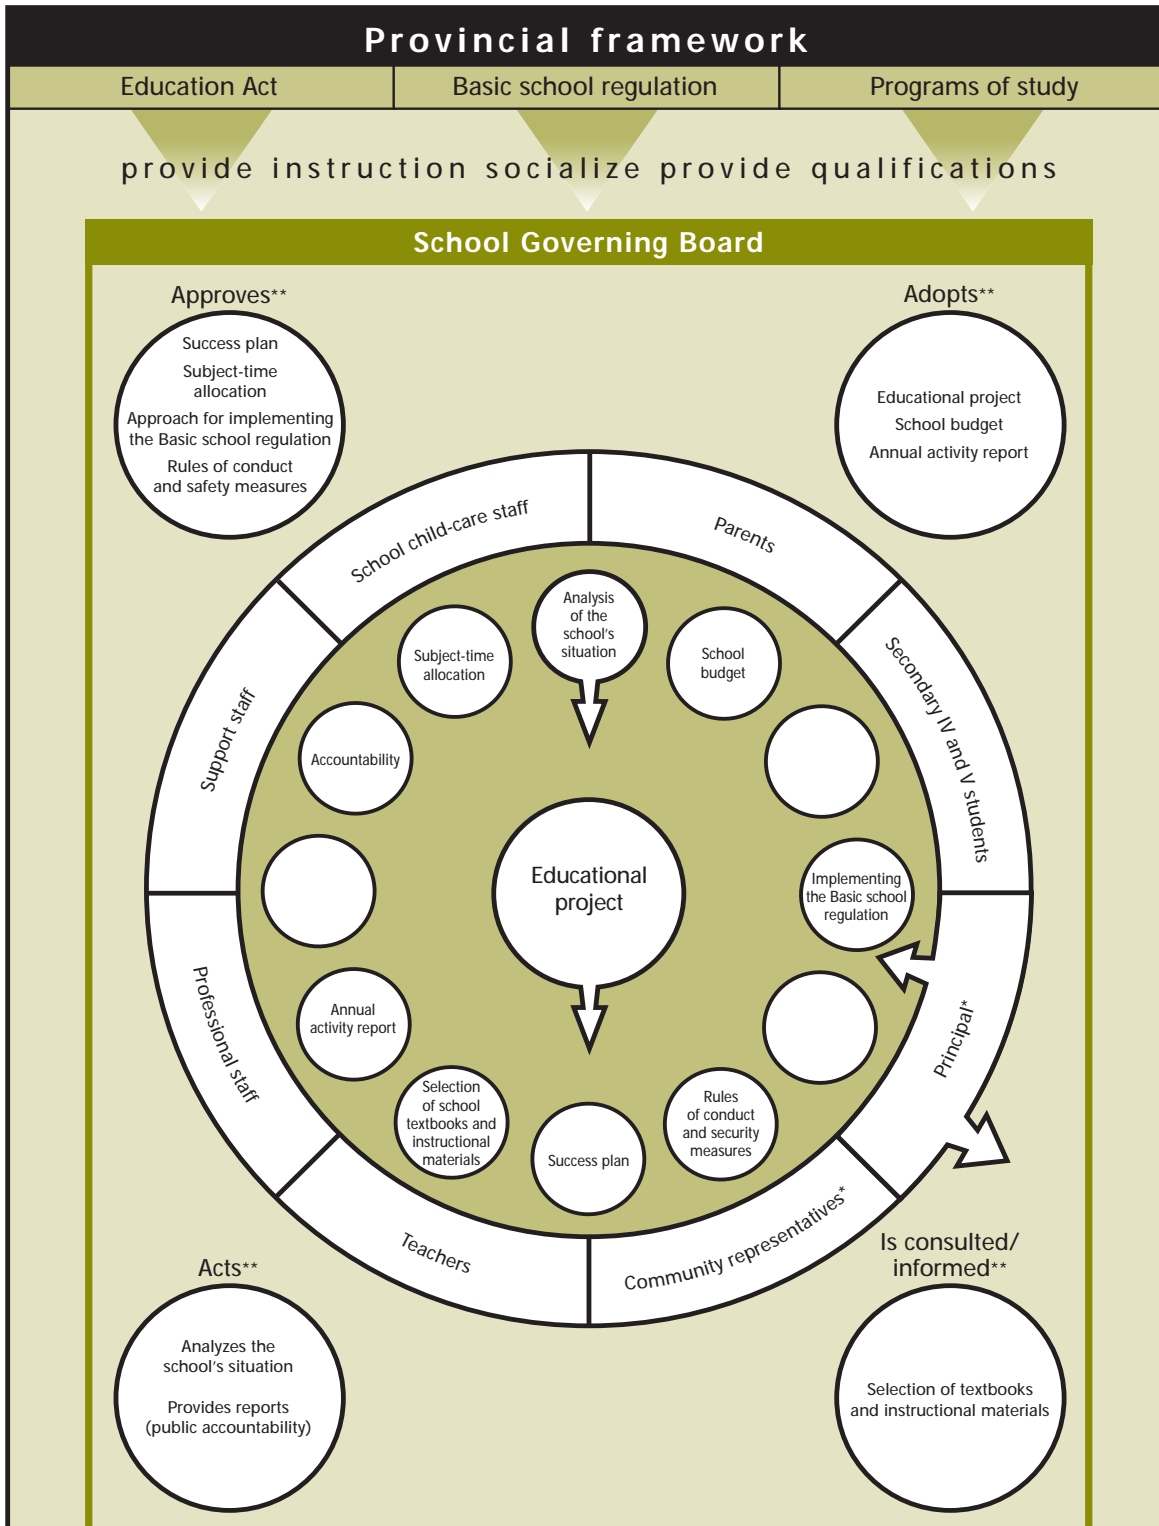 Provincial framework
Education Act
Basic school regulation
Programs of study
provide instruction socialize provide qualifications
School Governing Board
Approves**
Success plan
Subject-time
allocation
Approach for implementing
the Basic school regulation
Rules of conduct
and safety measures
Adopts**
Educational project
School budget
Annual activity report
School child-care staff
Parents
Support staff
Secondary IV and V students
Professional staff
Principal*
Teachers
Community representatives*
Analysis
of the
school's
situation
Subject-time
allocation
School
budget
Accountability
Educational
project
Implementing
the Basic school
regulation
Annual
activity report
Selection
of school
textbooks and
instructional
materials
Success plan
Rules
of conduct
and security
measures
Acts**
Analyzes the
school's situation
Provides reports
(public accountability)
Is consulted/
informed**
Selection of textbooks
and instructional materials